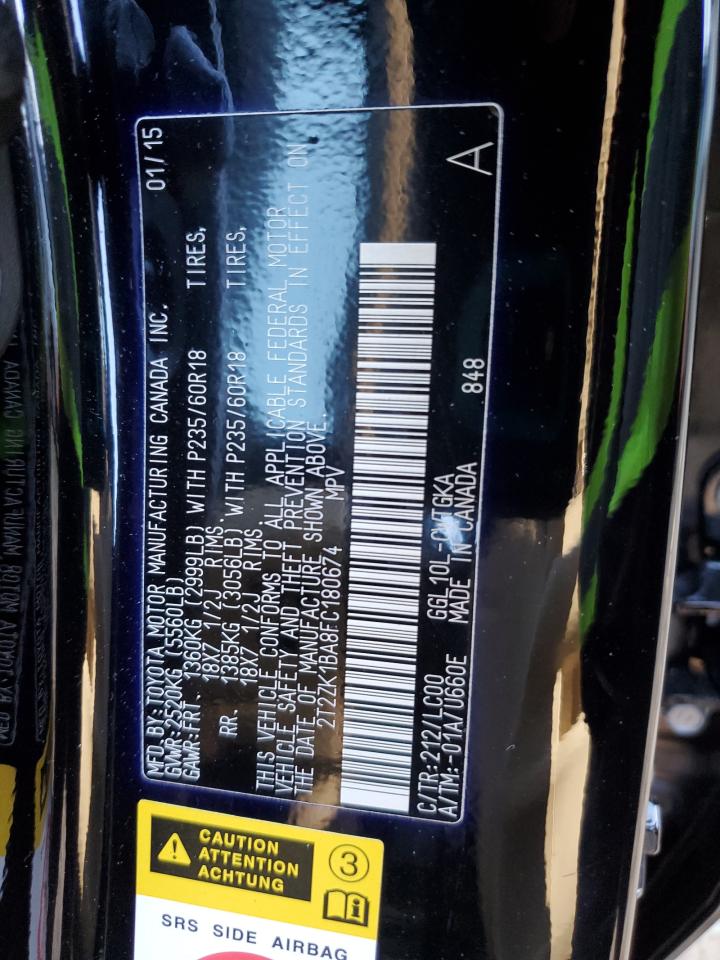 MFD. BY: TOYOTA MOTOR MANUFACTURING CANADA INC. 01/15
GVWR: 2520KG (5560LB)
GAWR: FRT. 1360KG (2999LB) WITH P235/60R18 TIRES,
18X7 1/2J RIMS.
RR. 1385KG (3056LB) WITH P235/60R18 TIRES,
18X7 1/2J RIMS.
THIS VEHICLE CONFORMS TO ALL APPLICABLE FEDERAL MOTOR
VEHICLE SAFETY AND THEFT PREVENTION STANDARDS IN EFFECT ON
THE DATE OF MANUFACTURE SHOWN ABOVE.
2T2ZK1BA8FC180674 MPV
C/TR: 212/LC00 GGL10L-CWTGKA 848 A
A/TM: -01A/U660E MADE IN CANADA
CAUTION
ATTENTION
ACHTUNG
3
SRS SIDE AIRBAG